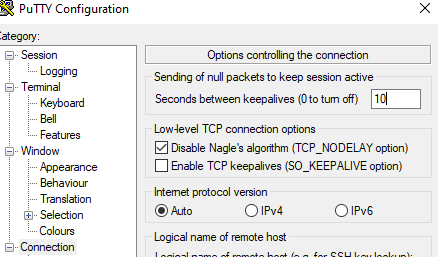 PuTTY Configuration
Category:
Options controlling the connection
Session
Logging
Terminal
Keyboard
Bell
Features
Window
Appearance
Behaviour
Translation
Selection
Colours
Connection
Sending of null packets to keep session active
Seconds between keepalives (0 to turn off) 10
Low-level TCP connection options
Disable Nagle's algorithm (TCP_NODELAY option)
Enable TCP keepalives (SO_KEEPALIVE option)
Internet protocol version
Auto IPv4 IPv6
Logical name of remote host
Logical name of remote host (e.g. for SSH key lookup):